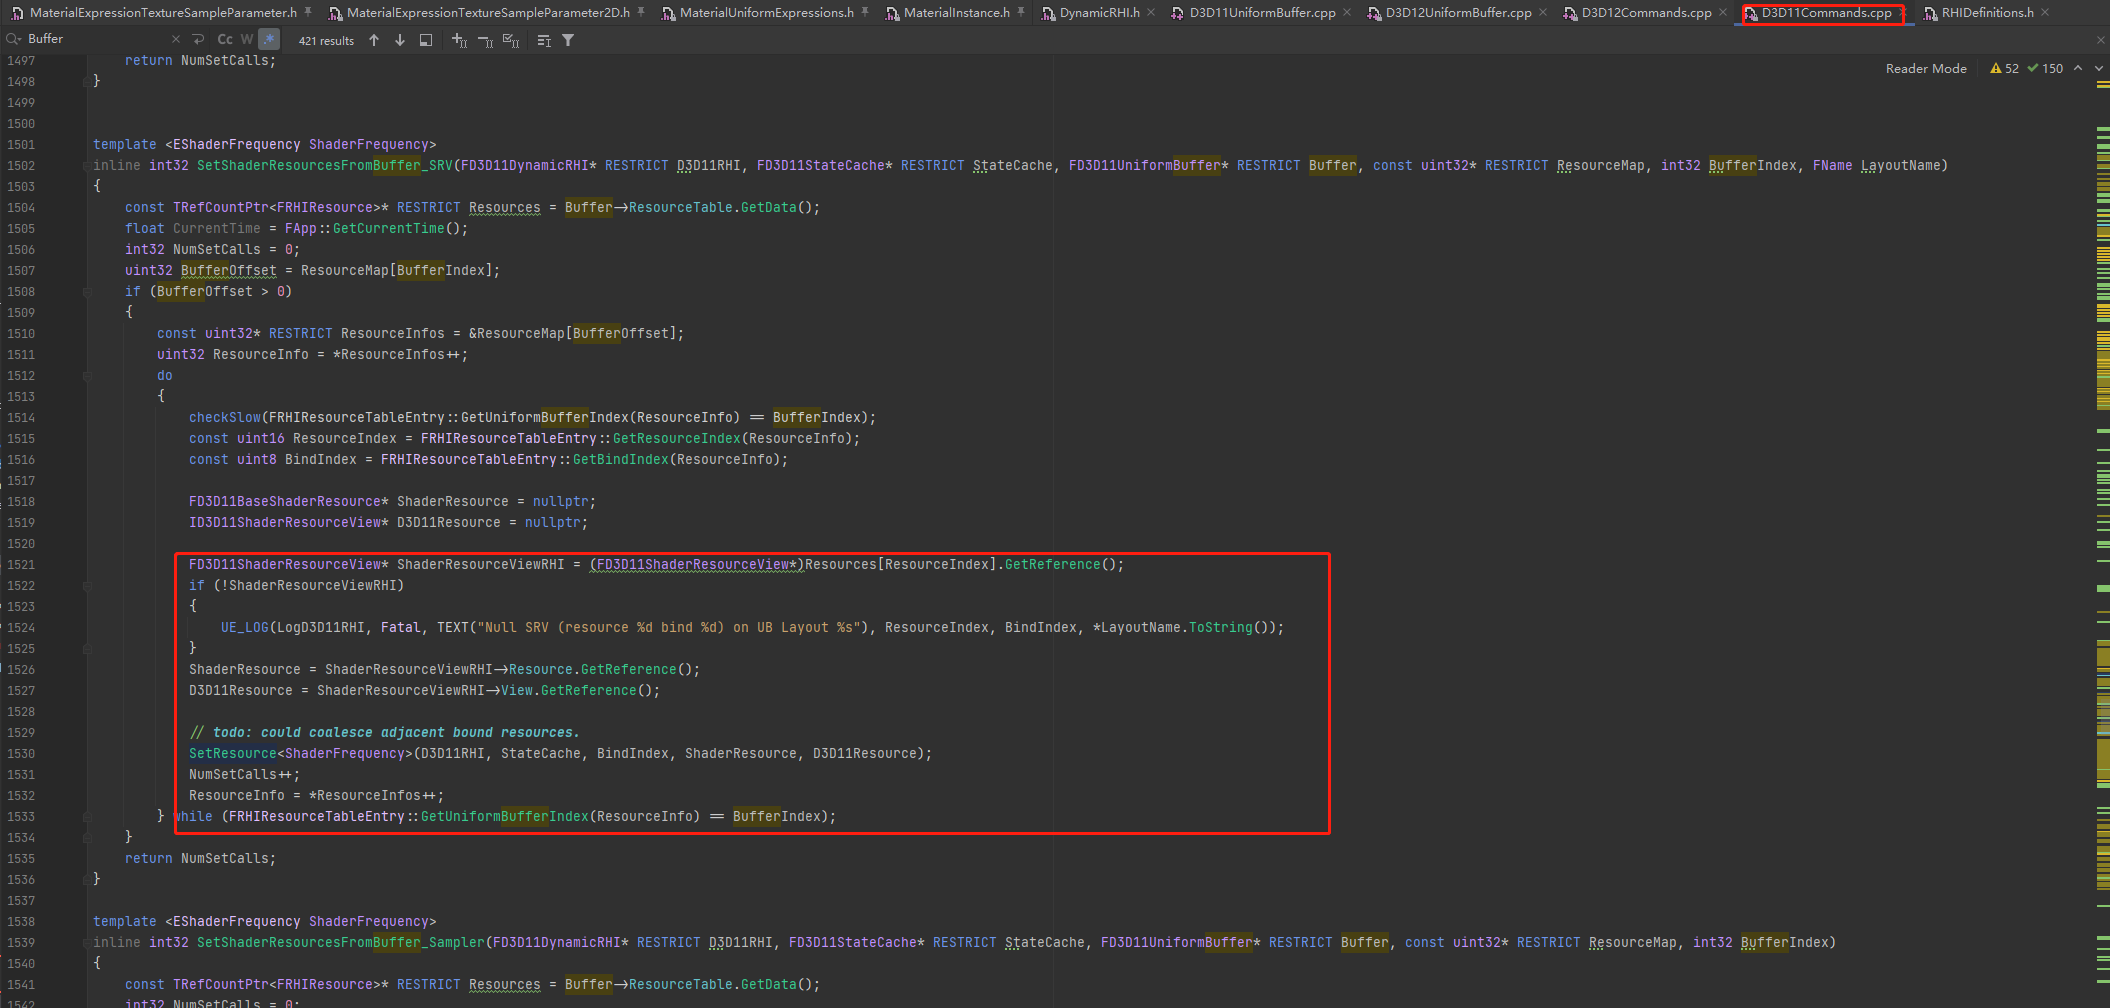 MaterialExpressionTextureSampleParameter.h MaterialExpressionTextureSampleParameter2D.h MaterialUniformExpressions.h MaterialInstance.h DynamicRHI.h D3D11UniformBuffer.cpp D3D12UniformBuffer.cpp D3D12Commands.cpp D3D11Commands.cpp RHIDefinitions.h
Buffer Cc W .* 421 results
Reader Mode 52 150
1497 return NumSetCalls;
1498 }
1499
1500
1501 template <EShaderFrequency ShaderFrequency>
1502 inline int32 SetShaderResourcesFromBuffer_SRV(FD3D11DynamicRHI* RESTRICT D3D11RHI, FD3D11StateCache* RESTRICT StateCache, FD3D11UniformBuffer* RESTRICT Buffer, const uint32* RESTRICT ResourceMap, int32 BufferIndex, FName LayoutName)
1503 {
1504 const TRefCountPtr<FRHIResource>* RESTRICT Resources = Buffer->ResourceTable.GetData();
1505 float CurrentTime = FApp::GetCurrentTime();
1506 int32 NumSetCalls = 0;
1507 uint32 BufferOffset = ResourceMap[BufferIndex];
1508 if (BufferOffset > 0)
1509 {
1510 const uint32* RESTRICT ResourceInfos = &ResourceMap[BufferOffset];
1511 uint32 ResourceInfo = *ResourceInfos++;
1512 do
1513 {
1514 checkSlow(FRHIResourceTableEntry::GetUniformBufferIndex(ResourceInfo) == BufferIndex);
1515 const uint16 ResourceIndex = FRHIResourceTableEntry::GetResourceIndex(ResourceInfo);
1516 const uint8 BindIndex = FRHIResourceTableEntry::GetBindIndex(ResourceInfo);
1517
1518 FD3D11BaseShaderResource* ShaderResource = nullptr;
1519 ID3D11ShaderResourceView* D3D11Resource = nullptr;
1520
1521 FD3D11ShaderResourceView* ShaderResourceViewRHI = (FD3D11ShaderResourceView*)Resources[ResourceIndex].GetReference();
1522 if (!ShaderResourceViewRHI)
1523 {
1524 UE_LOG(LogD3D11RHI, Fatal, TEXT("Null SRV (resource %d bind %d) on UB Layout %s"), ResourceIndex, BindIndex, *LayoutName.ToString());
1525 }
1526 ShaderResource = ShaderResourceViewRHI->Resource.GetReference();
1527 D3D11Resource = ShaderResourceViewRHI->View.GetReference();
1528
1529 // todo: could coalesce adjacent bound resources.
1530 SetResource<ShaderFrequency>(D3D11RHI, StateCache, BindIndex, ShaderResource, D3D11Resource);
1531 NumSetCalls++;
1532 ResourceInfo = *ResourceInfos++;
1533 } while (FRHIResourceTableEntry::GetUniformBufferIndex(ResourceInfo) == BufferIndex);
1534 }
1535 return NumSetCalls;
1536 }
1537
1538 template <EShaderFrequency ShaderFrequency>
1539 inline int32 SetShaderResourcesFromBuffer_Sampler(FD3D11DynamicRHI* RESTRICT D3D11RHI, FD3D11StateCache* RESTRICT StateCache, FD3D11UniformBuffer* RESTRICT Buffer, const uint32* RESTRICT ResourceMap, int32 BufferIndex)
1540 {
1541 const TRefCountPtr<FRHIResource>* RESTRICT Resources = Buffer->ResourceTable.GetData();
1542 int32 NumSetCalls = 0;